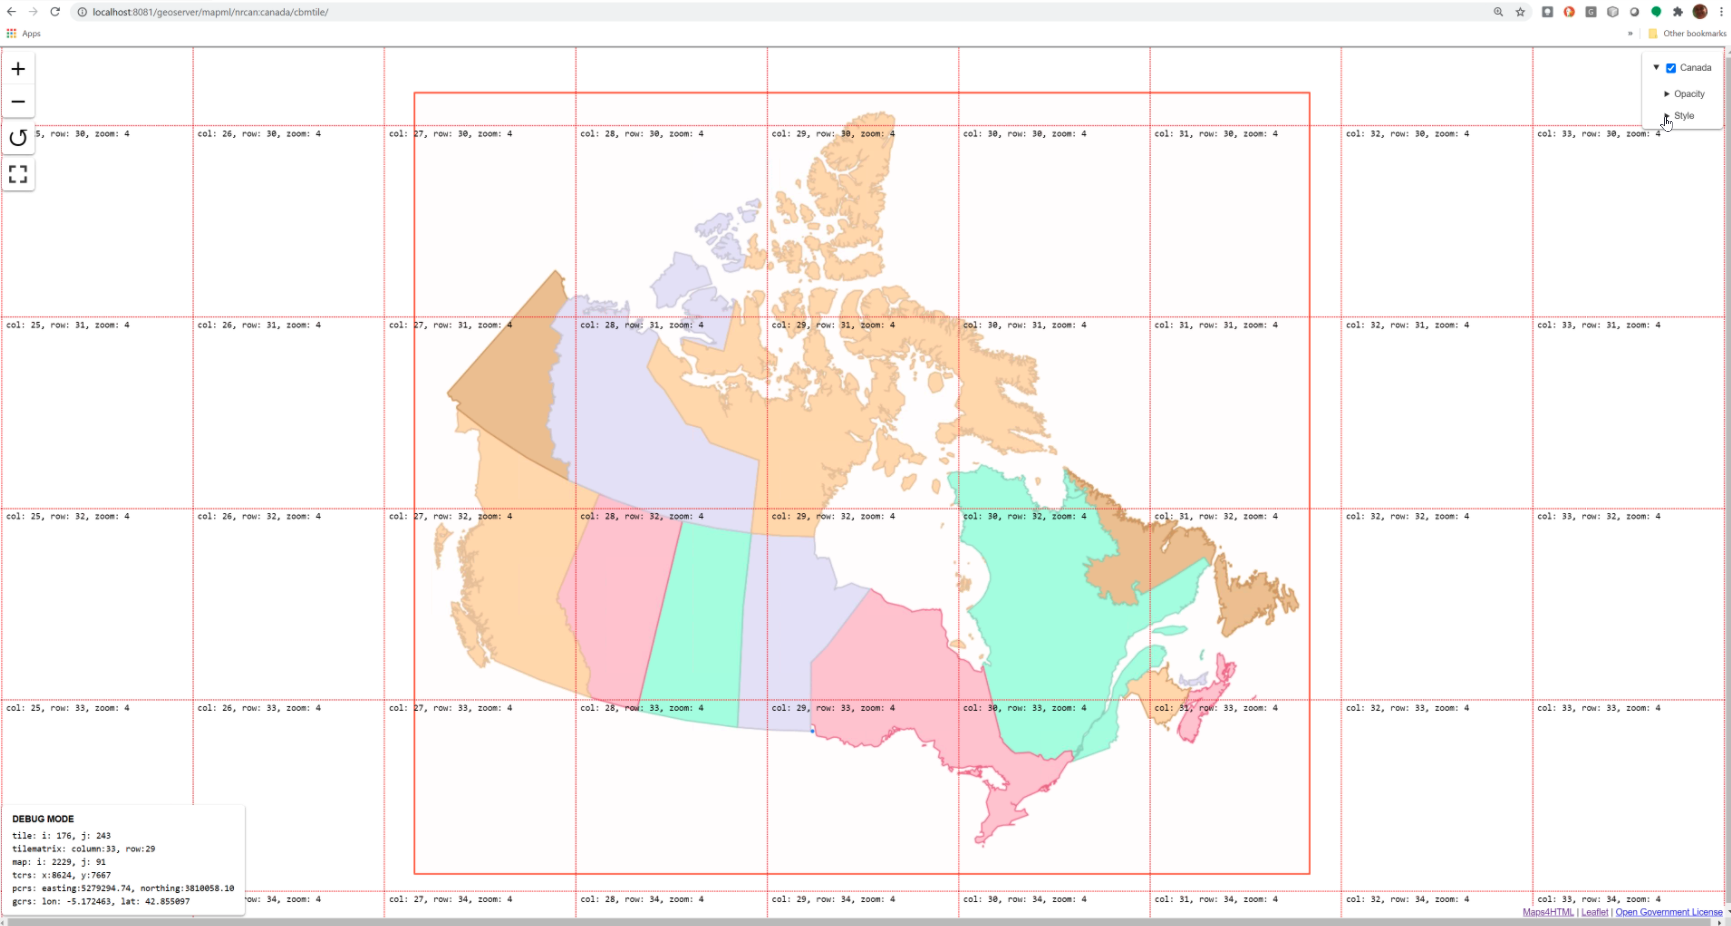 localhost:8081/geoserver/mapml/nrcan:canada/cbmtile/
Apps
»
Other bookmarks
+
−
Canada
Opacity
Style
5, row: 30, zoom: 4
col: 26, row: 30, zoom: 4
col: 27, row: 30, zoom: 4
col: 28, row: 30, zoom: 4
col: 29, row: 30, zoom: 4
col: 30, row: 30, zoom: 4
col: 31, row: 30, zoom: 4
col: 32, row: 30, zoom: 4
col: 33, row: 30, zoom: 4
col: 25, row: 31, zoom: 4
col: 26, row: 31, zoom: 4
col: 27, row: 31, zoom: 4
col: 28, row: 31, zoom: 4
col: 29, row: 31, zoom: 4
col: 30, row: 31, zoom: 4
col: 31, row: 31, zoom: 4
col: 32, row: 31, zoom: 4
col: 33, row: 31, zoom: 4
col: 25, row: 32, zoom: 4
col: 26, row: 32, zoom: 4
col: 27, row: 32, zoom: 4
col: 28, row: 32, zoom: 4
col: 29, row: 32, zoom: 4
col: 30, row: 32, zoom: 4
col: 31, row: 32, zoom: 4
col: 32, row: 32, zoom: 4
col: 33, row: 32, zoom: 4
col: 25, row: 33, zoom: 4
col: 26, row: 33, zoom: 4
col: 27, row: 33, zoom: 4
col: 28, row: 33, zoom: 4
col: 29, row: 33, zoom: 4
col: 30, row: 33, zoom: 4
col: 31, row: 33, zoom: 4
col: 32, row: 33, zoom: 4
col: 33, row: 33, zoom: 4
DEBUG MODE
tile: i: 176, j: 243
tilematrix: column:33, row:29
map: i: 2229, j: 91
tcrs: x:8624, y:7667
pcrs: easting:5279294.74, northing:3810058.10
gcrs: lon: -5.172463, lat: 42.855097
ow: 34, zoom: 4
col: 27, row: 34, zoom: 4
col: 28, row: 34, zoom: 4
col: 29, row: 34, zoom: 4
col: 30, row: 34, zoom: 4
col: 31, row: 34, zoom: 4
col: 32, row: 34, zoom: 4
col: 33, row: 34, zoom: 4
Maps4HTML | Leaflet | Open Government License